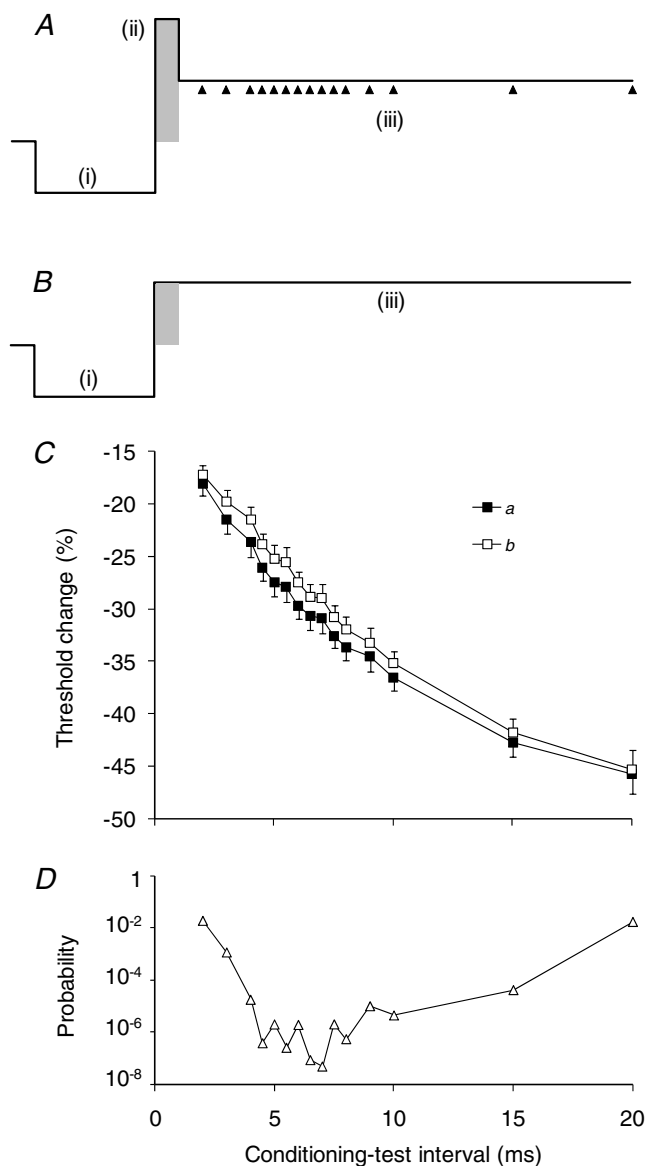 A
(ii)
(i)
(iii)
B
(iii)
(i)
C
-15
-20
-25
-30
-35
-40
-45
-50
Threshold change (%)
a
b
D
1
10-2
10-4
10-6
10-8
Probability
0 5 10 15 20
Conditioning-test interval (ms)